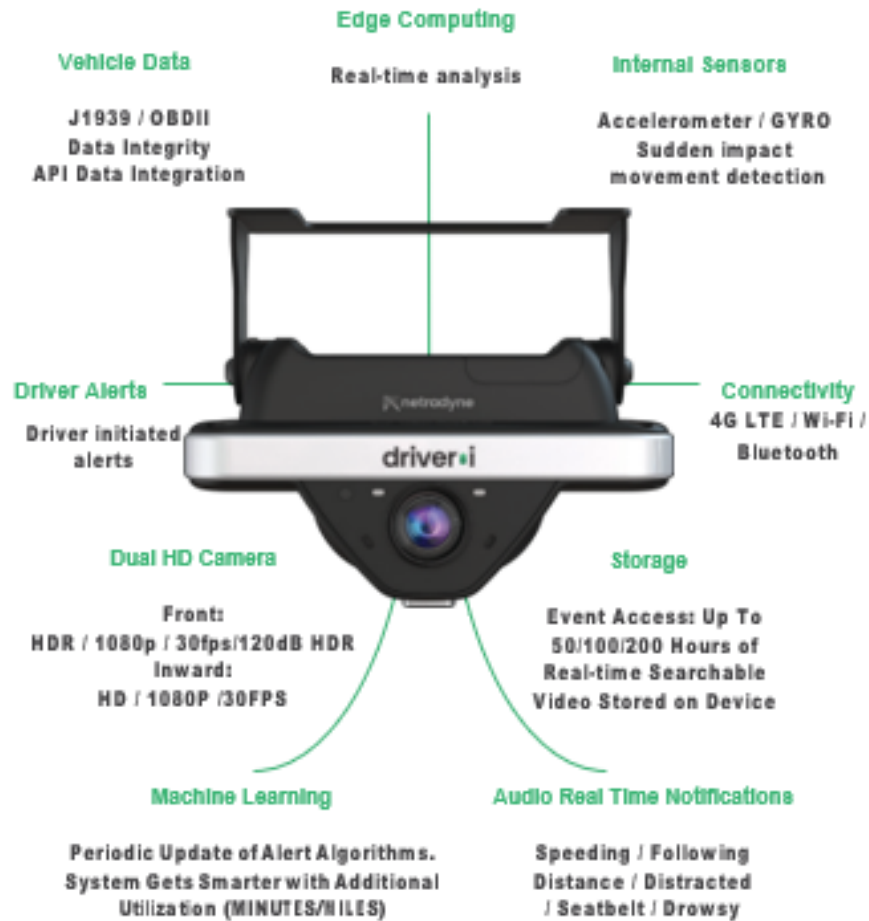 Edge Computing
Real-time analysis
Vehicle Data
J1939 / OBDII
Data Integrity
API Data Integration
Internal Sensors
Accelerometer / GYRO
Sudden impact
movement detection
Driver Alerts
Driver initiated
alerts
netradyne
driver•i
Connectivity
4G LTE / Wi-Fi /
Bluetooth
Dual HD Camera
Front:
HDR / 1080p / 30fps/120dB HDR
Inward:
HD / 1080P /30FPS
Storage
Event Access: Up To
50/100/200 Hours of
Real-time Searchable
Video Stored on Device
Machine Learning
Periodic Update of Alert Algorithms.
System Gets Smarter with Additional
Utilization (MINUTES/MILES)
Audio Real Time Notifications
Speeding / Following
Distance / Distracted
/ Seatbelt / Drowsy